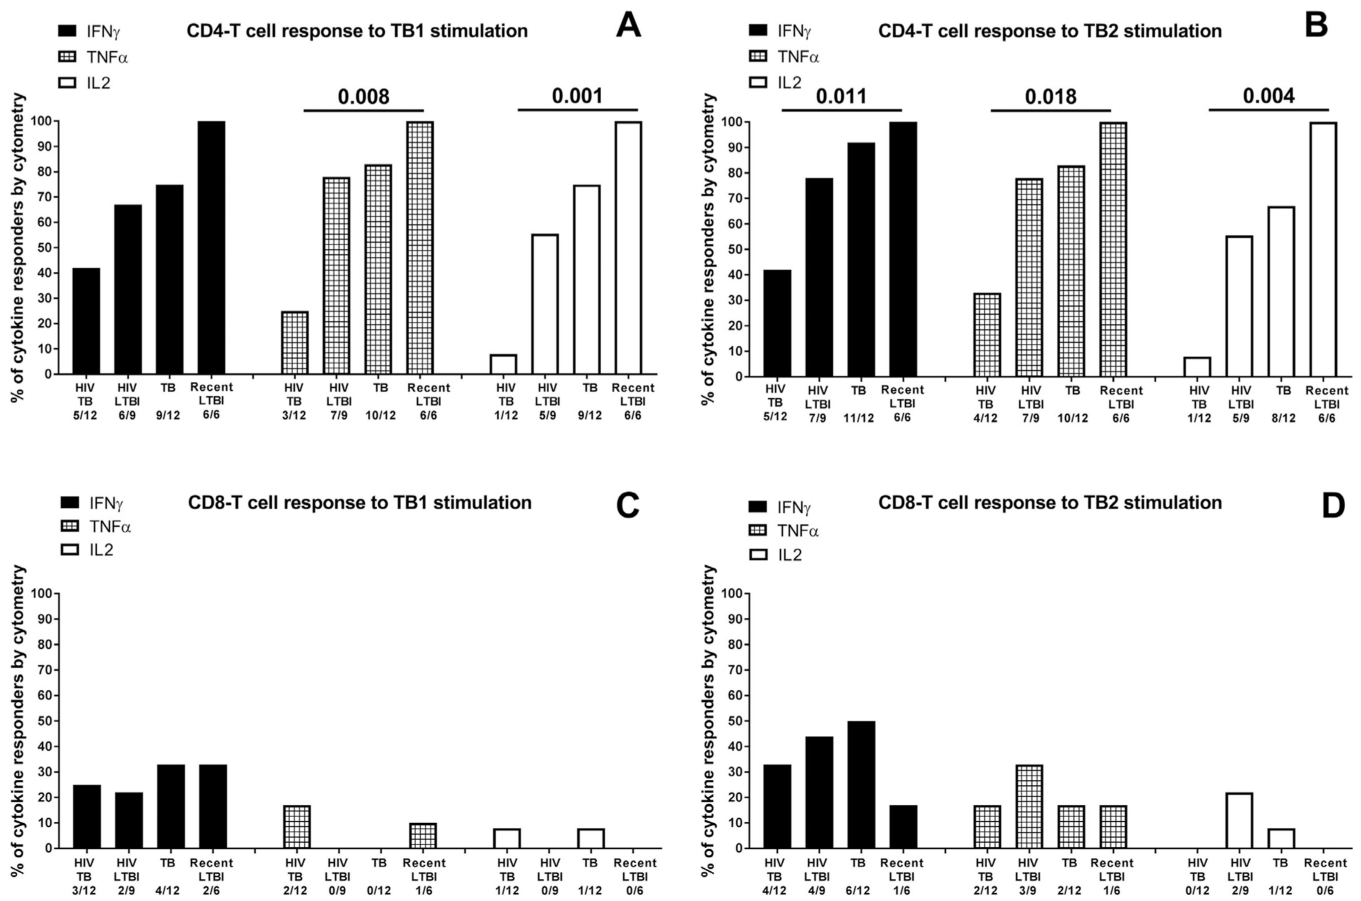 CD4-T cell response to TB1 stimulation
A
IFNγ
TNFα
IL2
0.008
0.001
% of cytokine responders by cytometry
100
90
80
70
60
50
40
30
20
10
0
HIV HIV TB Recent HIV HIV TB Recent HIV HIV TB Recent
TB LTBI LTBI TB LTBI LTBI TB LTBI LTBI
5/12 6/9 9/12 6/6 3/12 7/9 10/12 6/6 1/12 5/9 9/12 6/6
CD4-T cell response to TB2 stimulation
B
IFNγ
TNFα
IL2
0.011
0.018
0.004
% of cytokine responders by cytometry
100
90
80
70
60
50
40
30
20
10
0
HIV HIV TB Recent HIV HIV TB Recent HIV HIV TB Recent
TB LTBI LTBI TB LTBI LTBI TB LTBI LTBI
5/12 7/9 11/12 6/6 4/12 7/9 10/12 6/6 1/12 5/9 8/12 6/6
CD8-T cell response to TB1 stimulation
C
IFNγ
TNFα
IL2
% of cytokine responders by cytometry
100
90
80
70
60
50
40
30
20
10
0
HIV HIV TB Recent HIV HIV TB Recent HIV HIV TB Recent
TB LTBI LTBI TB LTBI LTBI TB LTBI LTBI
3/12 2/9 4/12 2/6 2/12 0/9 0/12 1/6 1/12 0/9 1/12 0/6
CD8-T cell response to TB2 stimulation
D
IFNγ
TNFα
IL2
% of cytokine responders by cytometry
100
90
80
70
60
50
40
30
20
10
0
HIV HIV TB Recent HIV HIV TB Recent HIV HIV TB Recent
TB LTBI LTBI TB LTBI LTBI TB LTBI LTBI
4/12 4/9 6/12 1/6 2/12 3/9 2/12 1/6 0/12 2/9 1/12 0/6